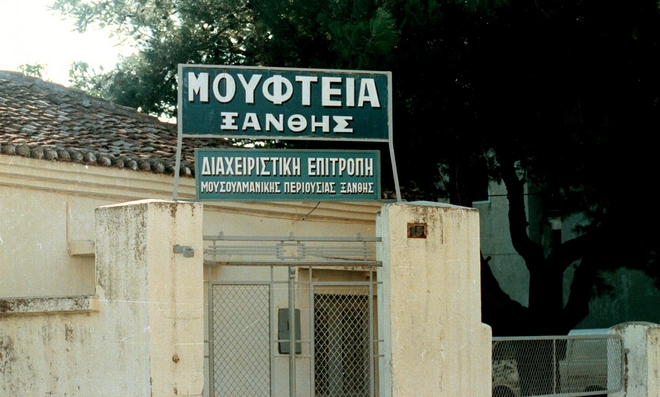 ΜΟΥΦΤΕΙΑ
ΞΑΝΘΗΣ
ΔΙΑΧΕΙΡΙΣΤΙΚΗ ΕΠΙΤΡΟΠΗ
ΜΟΥΣΟΥΛΜΑΝΙΚΗΣ ΠΕΡΙΟΥΣΙΑΣ ΞΑΝΘΗΣ